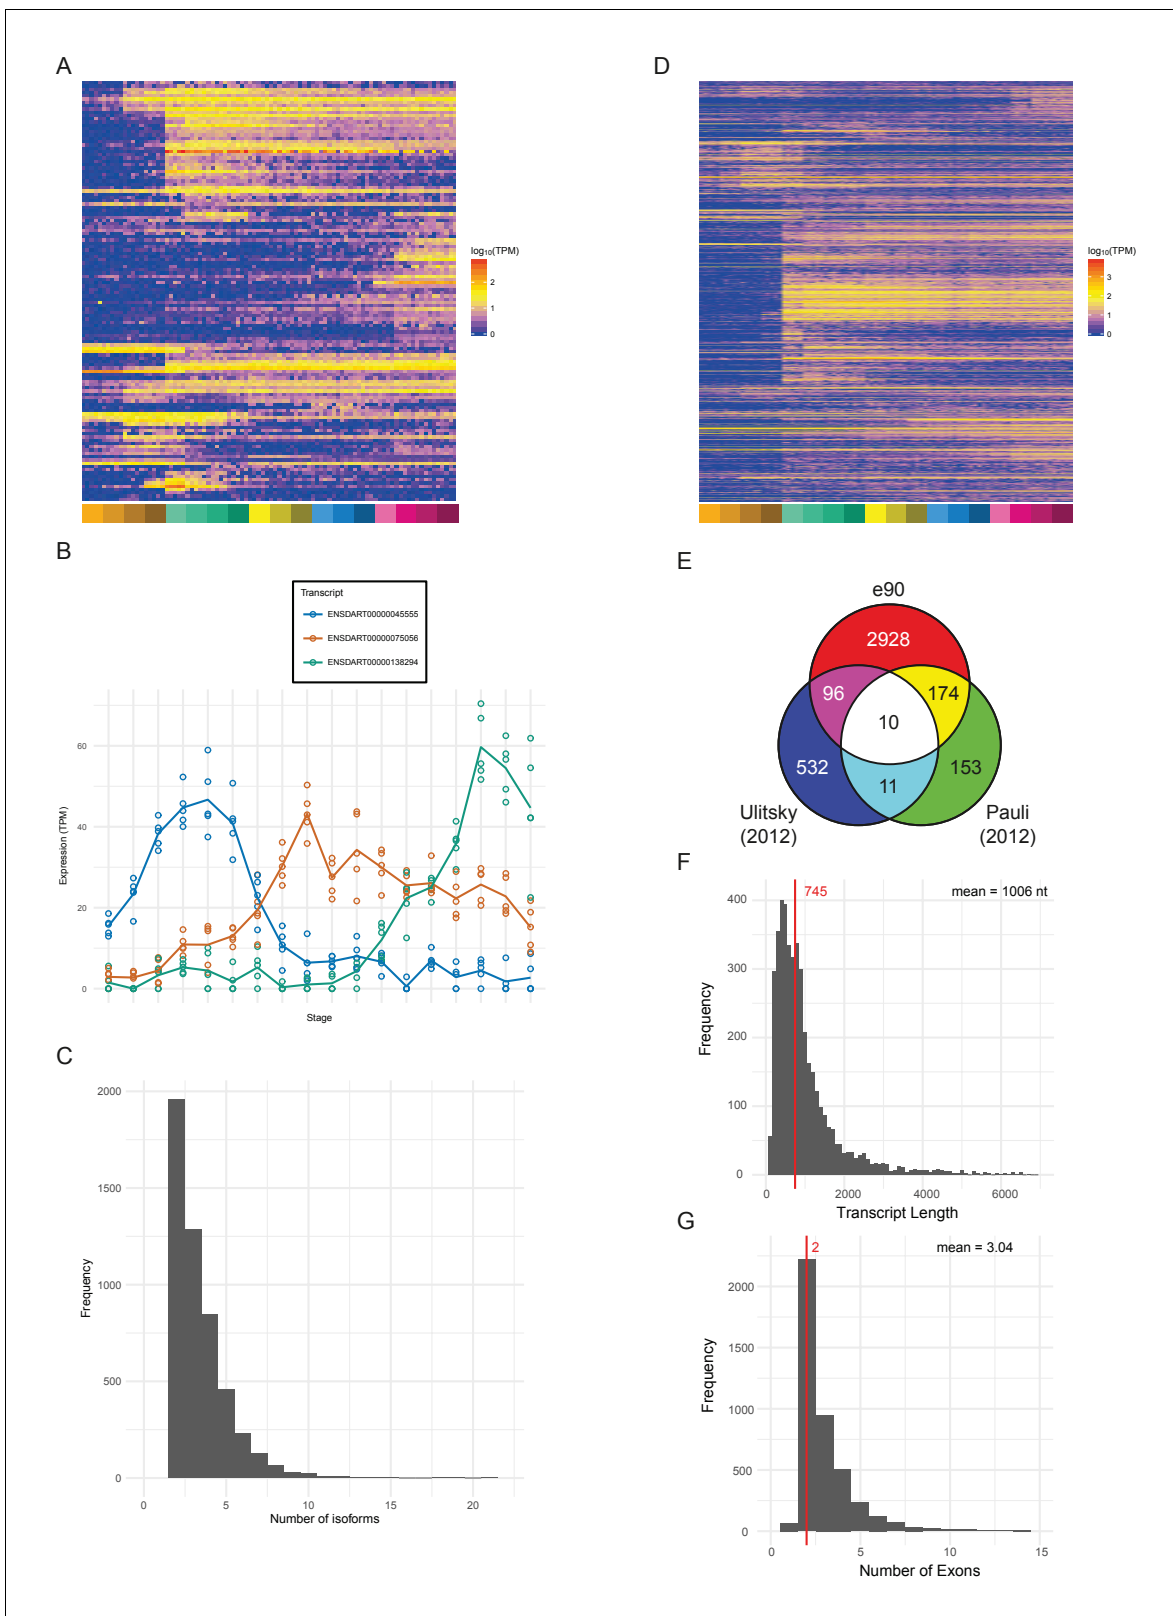 A
log₁₀(TPM)
2
1
0
B
Transcript
ENSDART00000045555
ENSDART00000075056
ENSDART00000138294
60
40
20
0
Expression (TPM)
Stage
C
2000
1500
1000
500
0
Frequency
0 5 10 15 20
Number of isoforms
D
log₁₀(TPM)
3
2
1
0
E
e90
2928
96
174
10
532
11
153
Ulitsky
(2012)
Pauli
(2012)
F
745
mean = 1006 nt
400
300
200
100
0
Frequency
0 2000 4000 6000
Transcript Length
G
2
mean = 3.04
2000
1500
1000
500
0
Frequency
0 5 10 15
Number of Exons